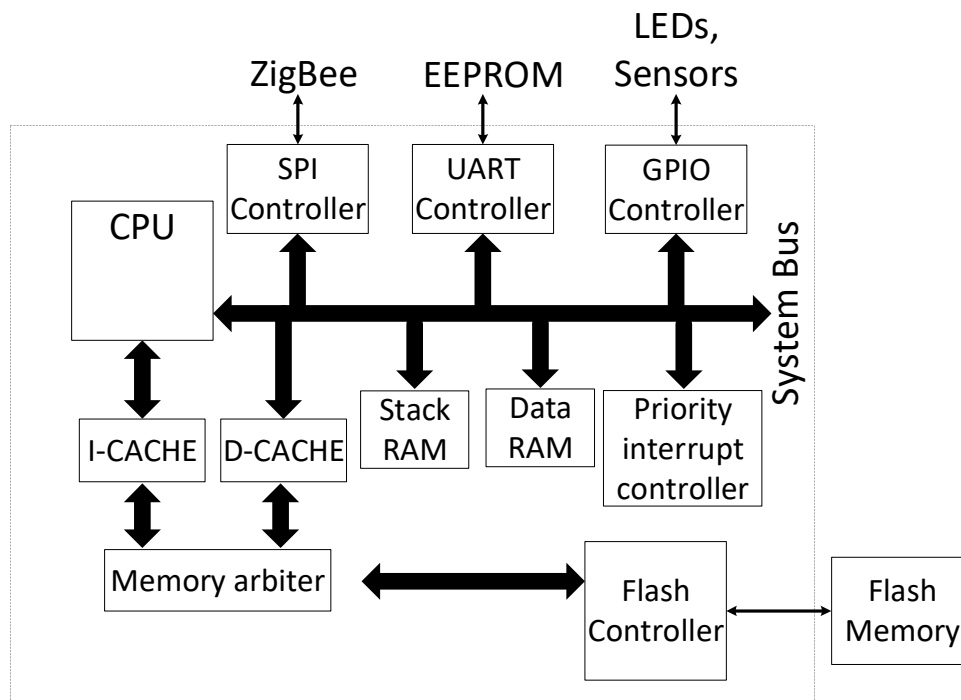 LEDs,
Sensors
ZigBee
EEPROM
SPI
Controller
UART
Controller
GPIO
Controller
CPU
System Bus
Stack
RAM
Data
RAM
Priority
interrupt
controller
I-CACHE
D-CACHE
Memory arbiter
Flash
Controller
Flash
Memory